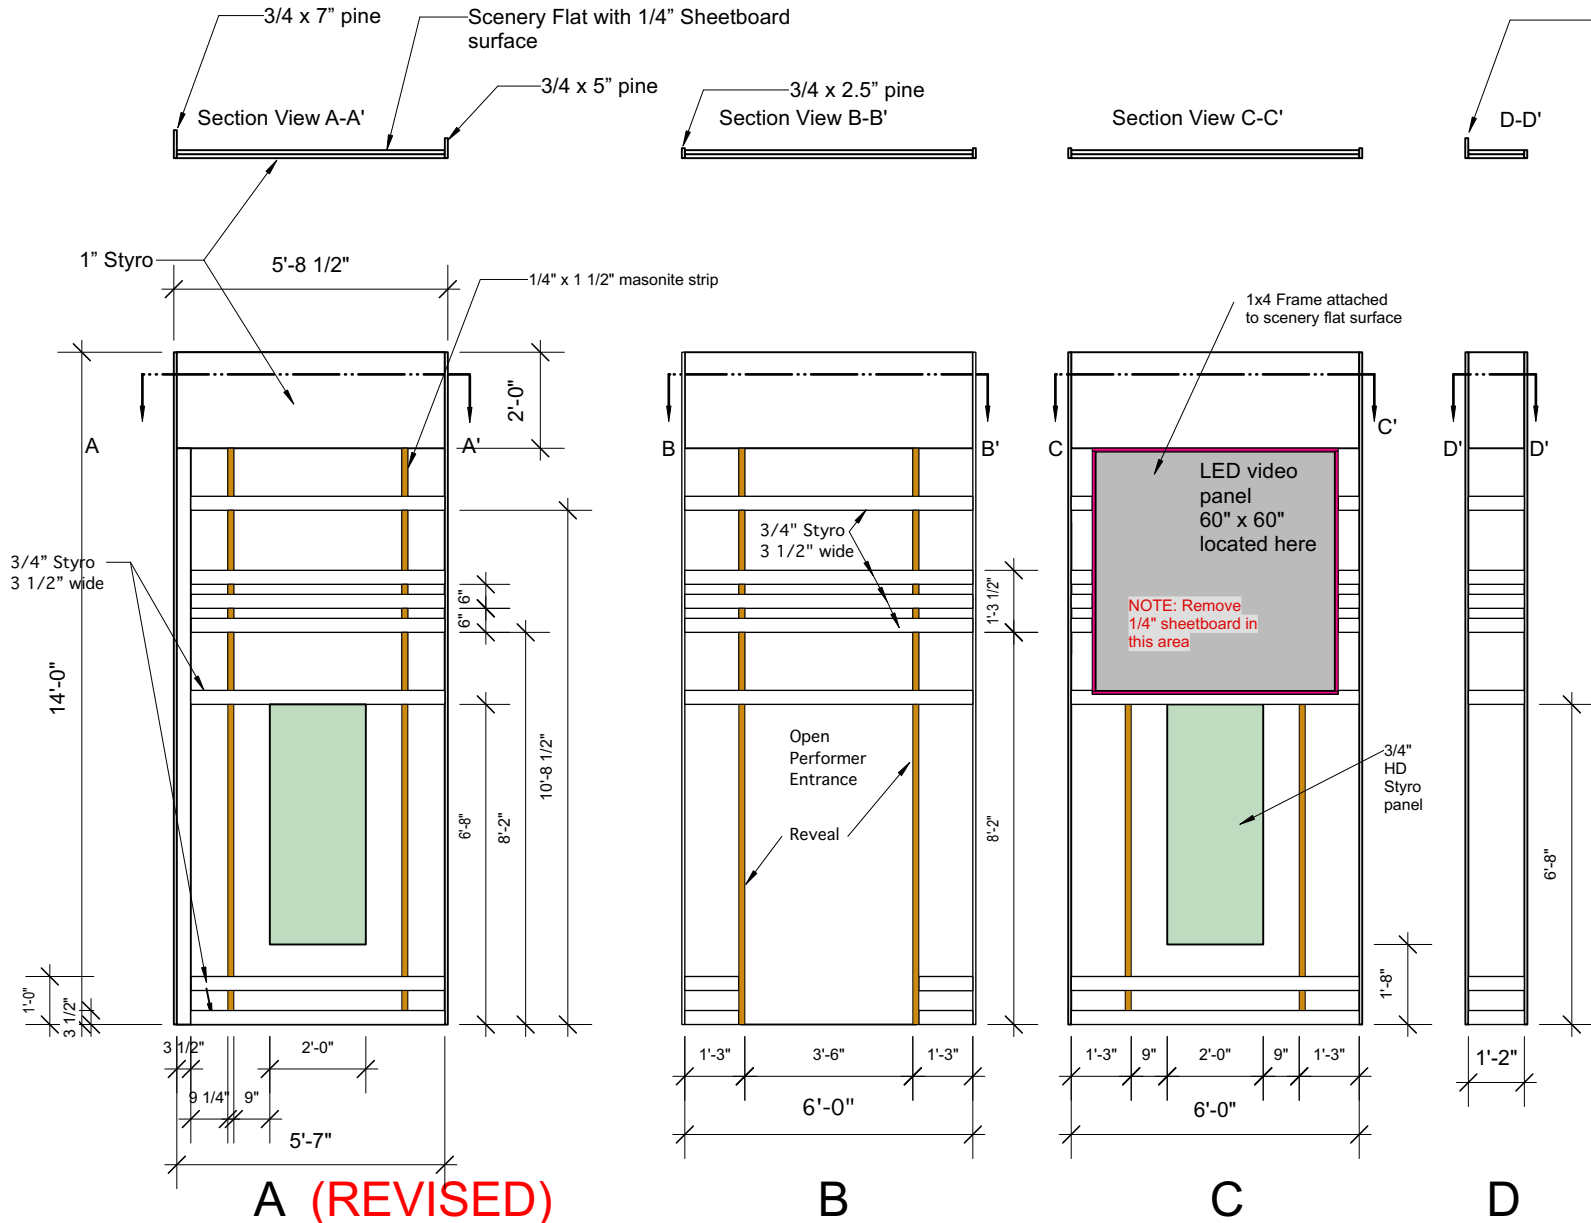 3/4 x 7” pine
Scenery Flat with 1/4” Sheetboard
surface
3/4 x 5” pine
3/4 x 2.5” pine
Section View A-A'
Section View B-B'
Section View C-C'
D-D'
1” Styro
5'-8 1/2"
1/4" x 1 1/2" masonite strip
1x4 Frame attached
to scenery flat surface
2'-0"
A
A'
B
B'
C
C'
D'
D'
LED video
panel
60" x 60"
located here
3/4" Styro
3 1/2" wide
3/4” Styro
3 1/2” wide
6"
6"
1'-3 1/2"
NOTE: Remove
1/4" sheetboard in
this area
14'-0"
Open
Performer
Entrance
3/4"
HD
Styro
panel
10'-8 1/2"
6'-8"
8'-2"
8'-2"
Reveal
6'-8"
1'-0"
3 1/2"
1'-8"
3 1/2"
2'-0"
1'-3"
3'-6"
1'-3"
1'-3"
9"
2'-0"
9"
1'-3"
1'-2"
9 1/4"
9"
6'-0"
6'-0"
5'-7"
A (REVISED)
B
C
D